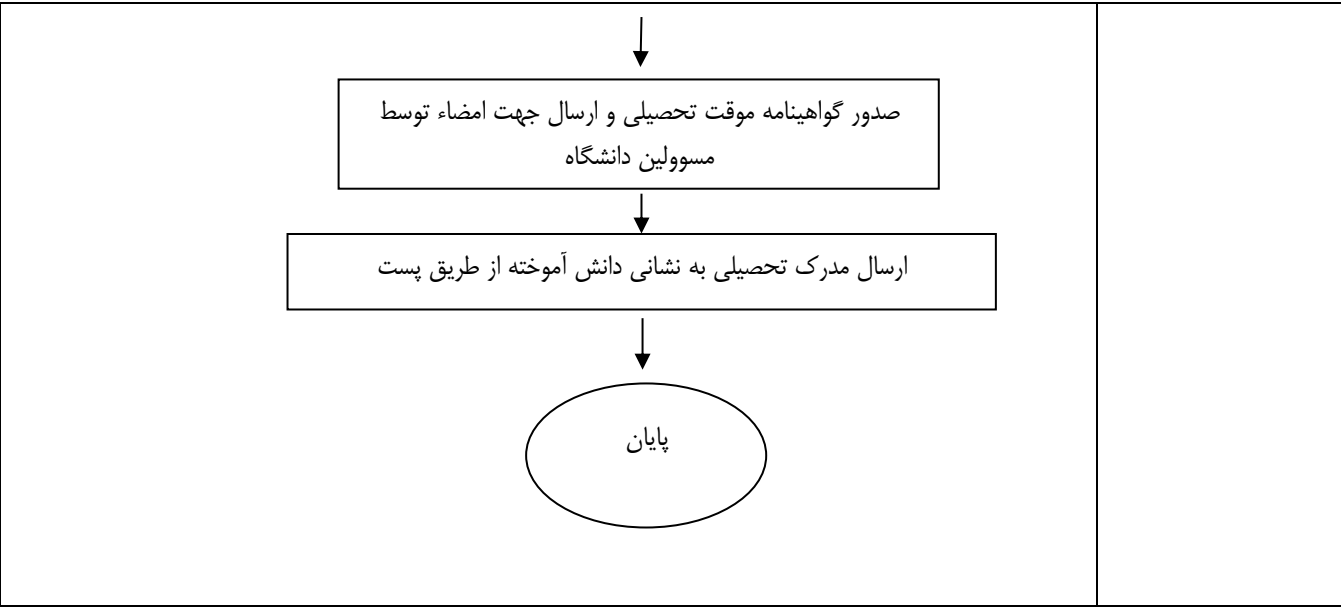 صدور گواهینامه موقت تحصیلی و ارسال جهت امضاء توسط
مسوولین دانشگاه
ارسال مدرک تحصیلی به نشانی دانش آموخته از طریق پست
پایان